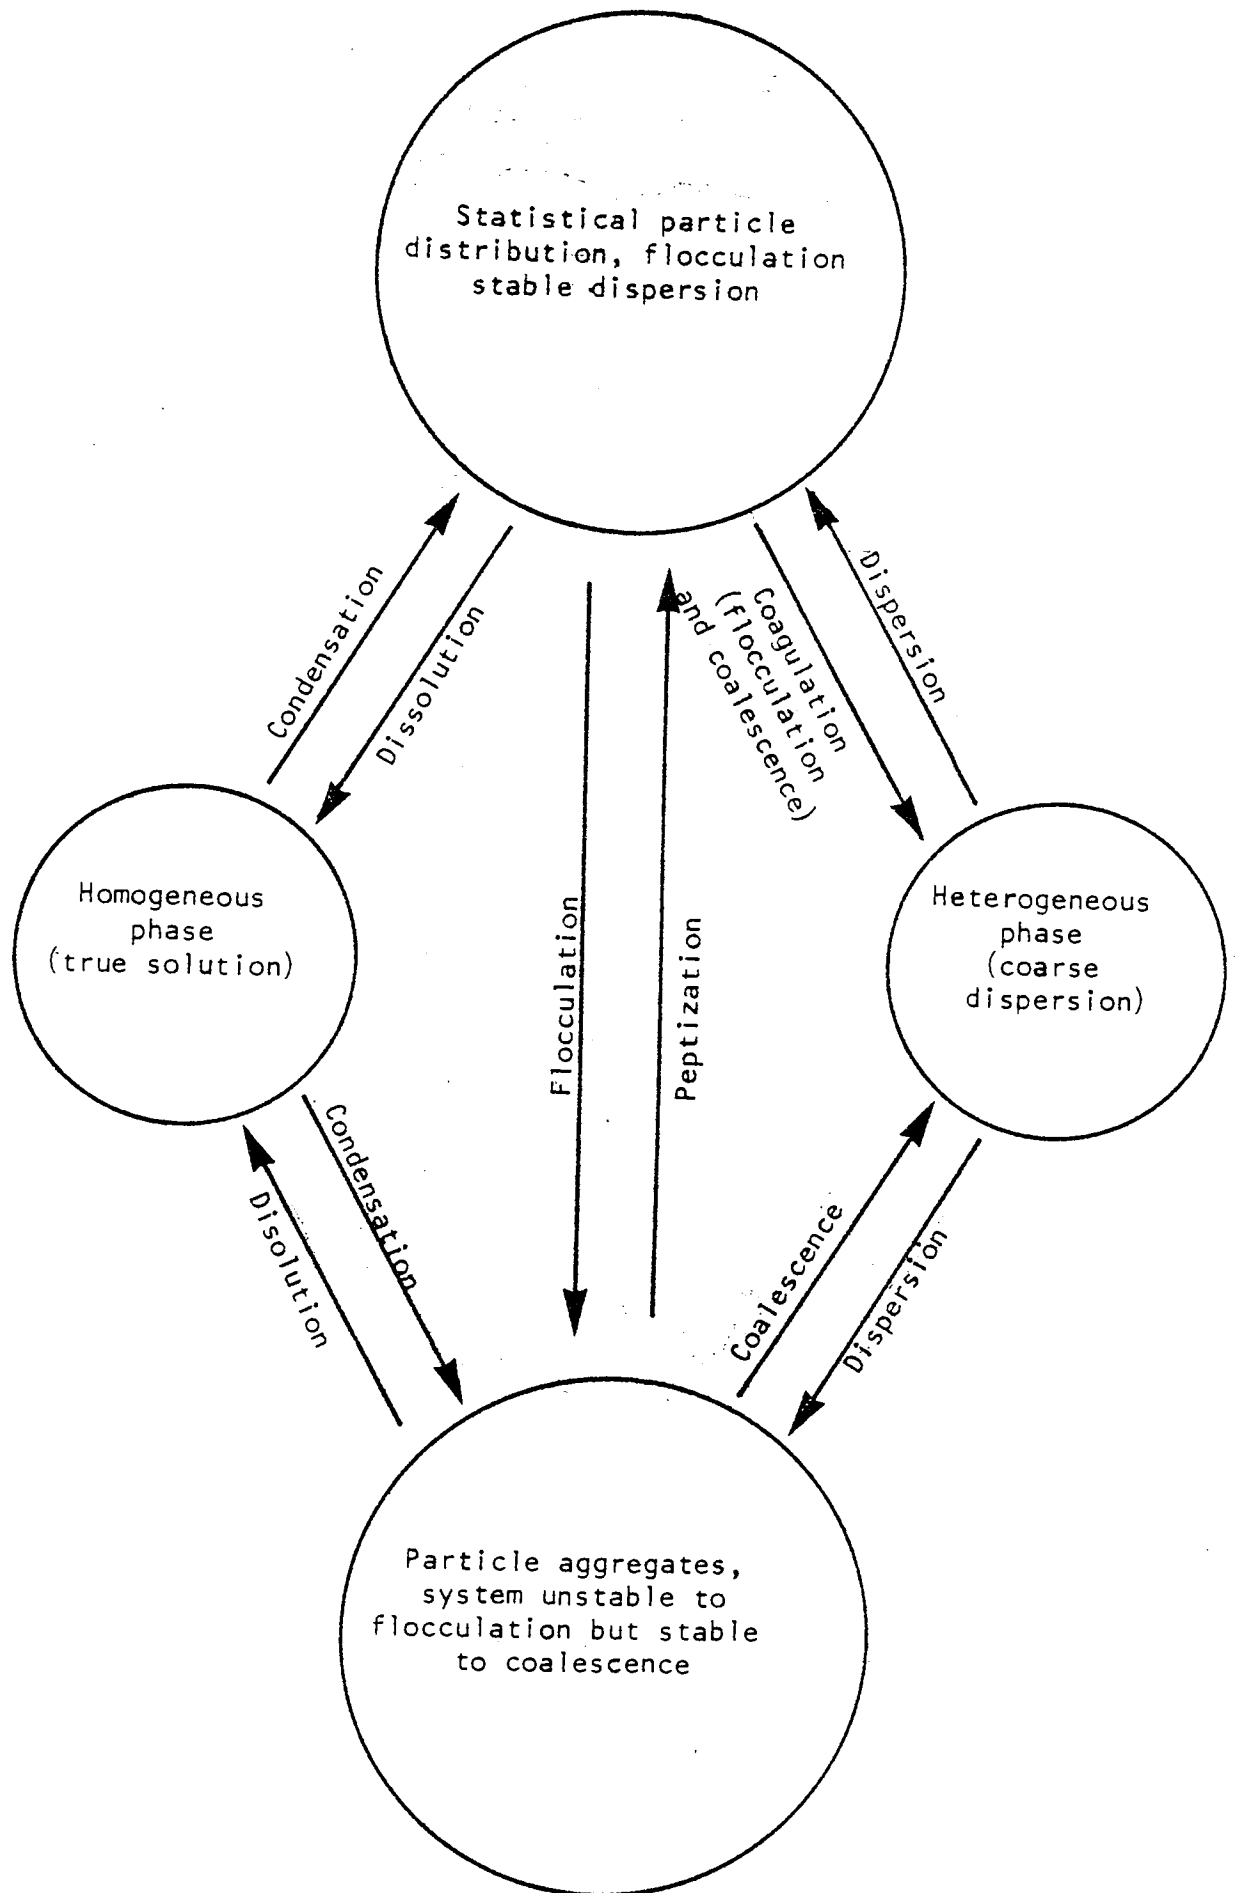 Statistical particle
distribution, flocculation
stable dispersion
Condensation
Dissolution
Coagulation
(flocculation
and coalescence)
Dispersion
Homogeneous
phase
(true solution)
Flocculation
Peptization
Heterogeneous
phase
(coarse
dispersion)
Disolution
Condensation
Coalescence
Dispersion
Particle aggregates,
system unstable to
flocculation but stable
to coalescence